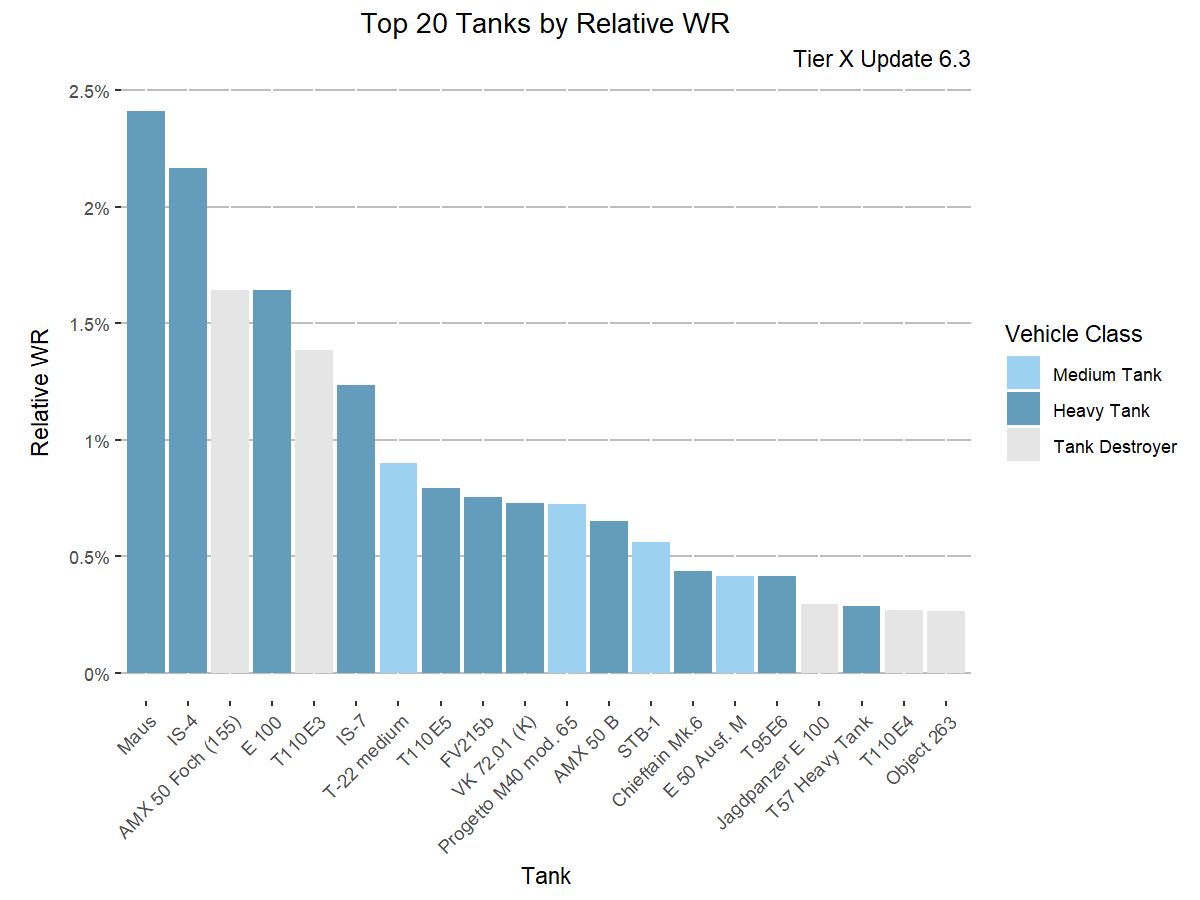 Top 20 Tanks by Relative WR
Tier X Update 6.3
2.5%
2%
1.5%
1%
0.5%
0%
Relative WR
Maus
IS-4
AMX 50 Foch (155)
E 100
T110E3
IS-7
T-22 medium
T110E5
FV215b
VK 72.01 (K)
Progetto M40 mod. 65
AMX 50 B
STB-1
Chieftain Mk.6
E 50 Ausf. M
T95E6
Jagdpanzer E 100
T57 Heavy Tank
T110E4
Object 263
Tank
Vehicle Class
Medium Tank
Heavy Tank
Tank Destroyer